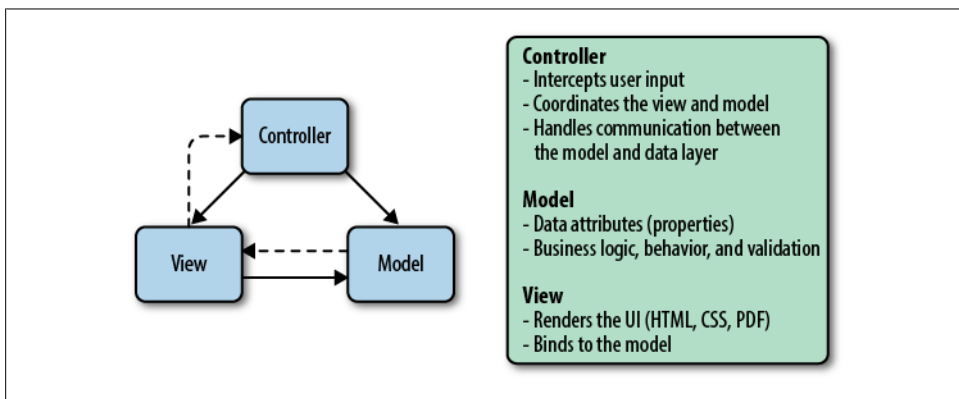 Controller
View
Model
Controller
- Intercepts user input
- Coordinates the view and model
- Handles communication between
the model and data layer
Model
- Data attributes (properties)
- Business logic, behavior, and validation
View
- Renders the UI (HTML, CSS, PDF)
- Binds to the model